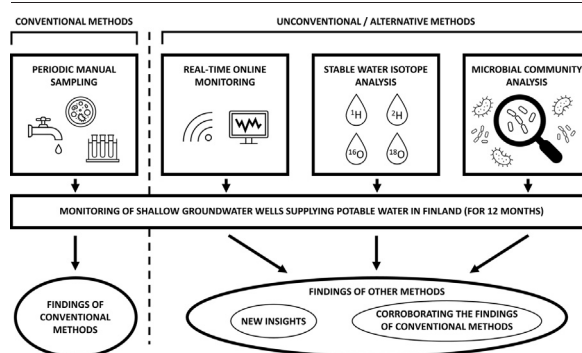 CONVENTIONAL METHODS
UNCONVENTIONAL / ALTERNATIVE METHODS
PERIODIC MANUAL
SAMPLING
REAL-TIME ONLINE
MONITORING
STABLE WATER ISOTOPE
ANALYSIS
¹H
²H
¹⁶O
¹⁸O
MICROBIAL COMMUNITY
ANALYSIS
MONITORING OF SHALLOW GROUNDWATER WELLS SUPPLYING POTABLE WATER IN FINLAND (FOR 12 MONTHS)
FINDINGS OF
CONVENTIONAL
METHODS
FINDINGS OF OTHER METHODS
NEW INSIGHTS
CORROBORATING THE FINDINGS
OF CONVENTIONAL METHODS